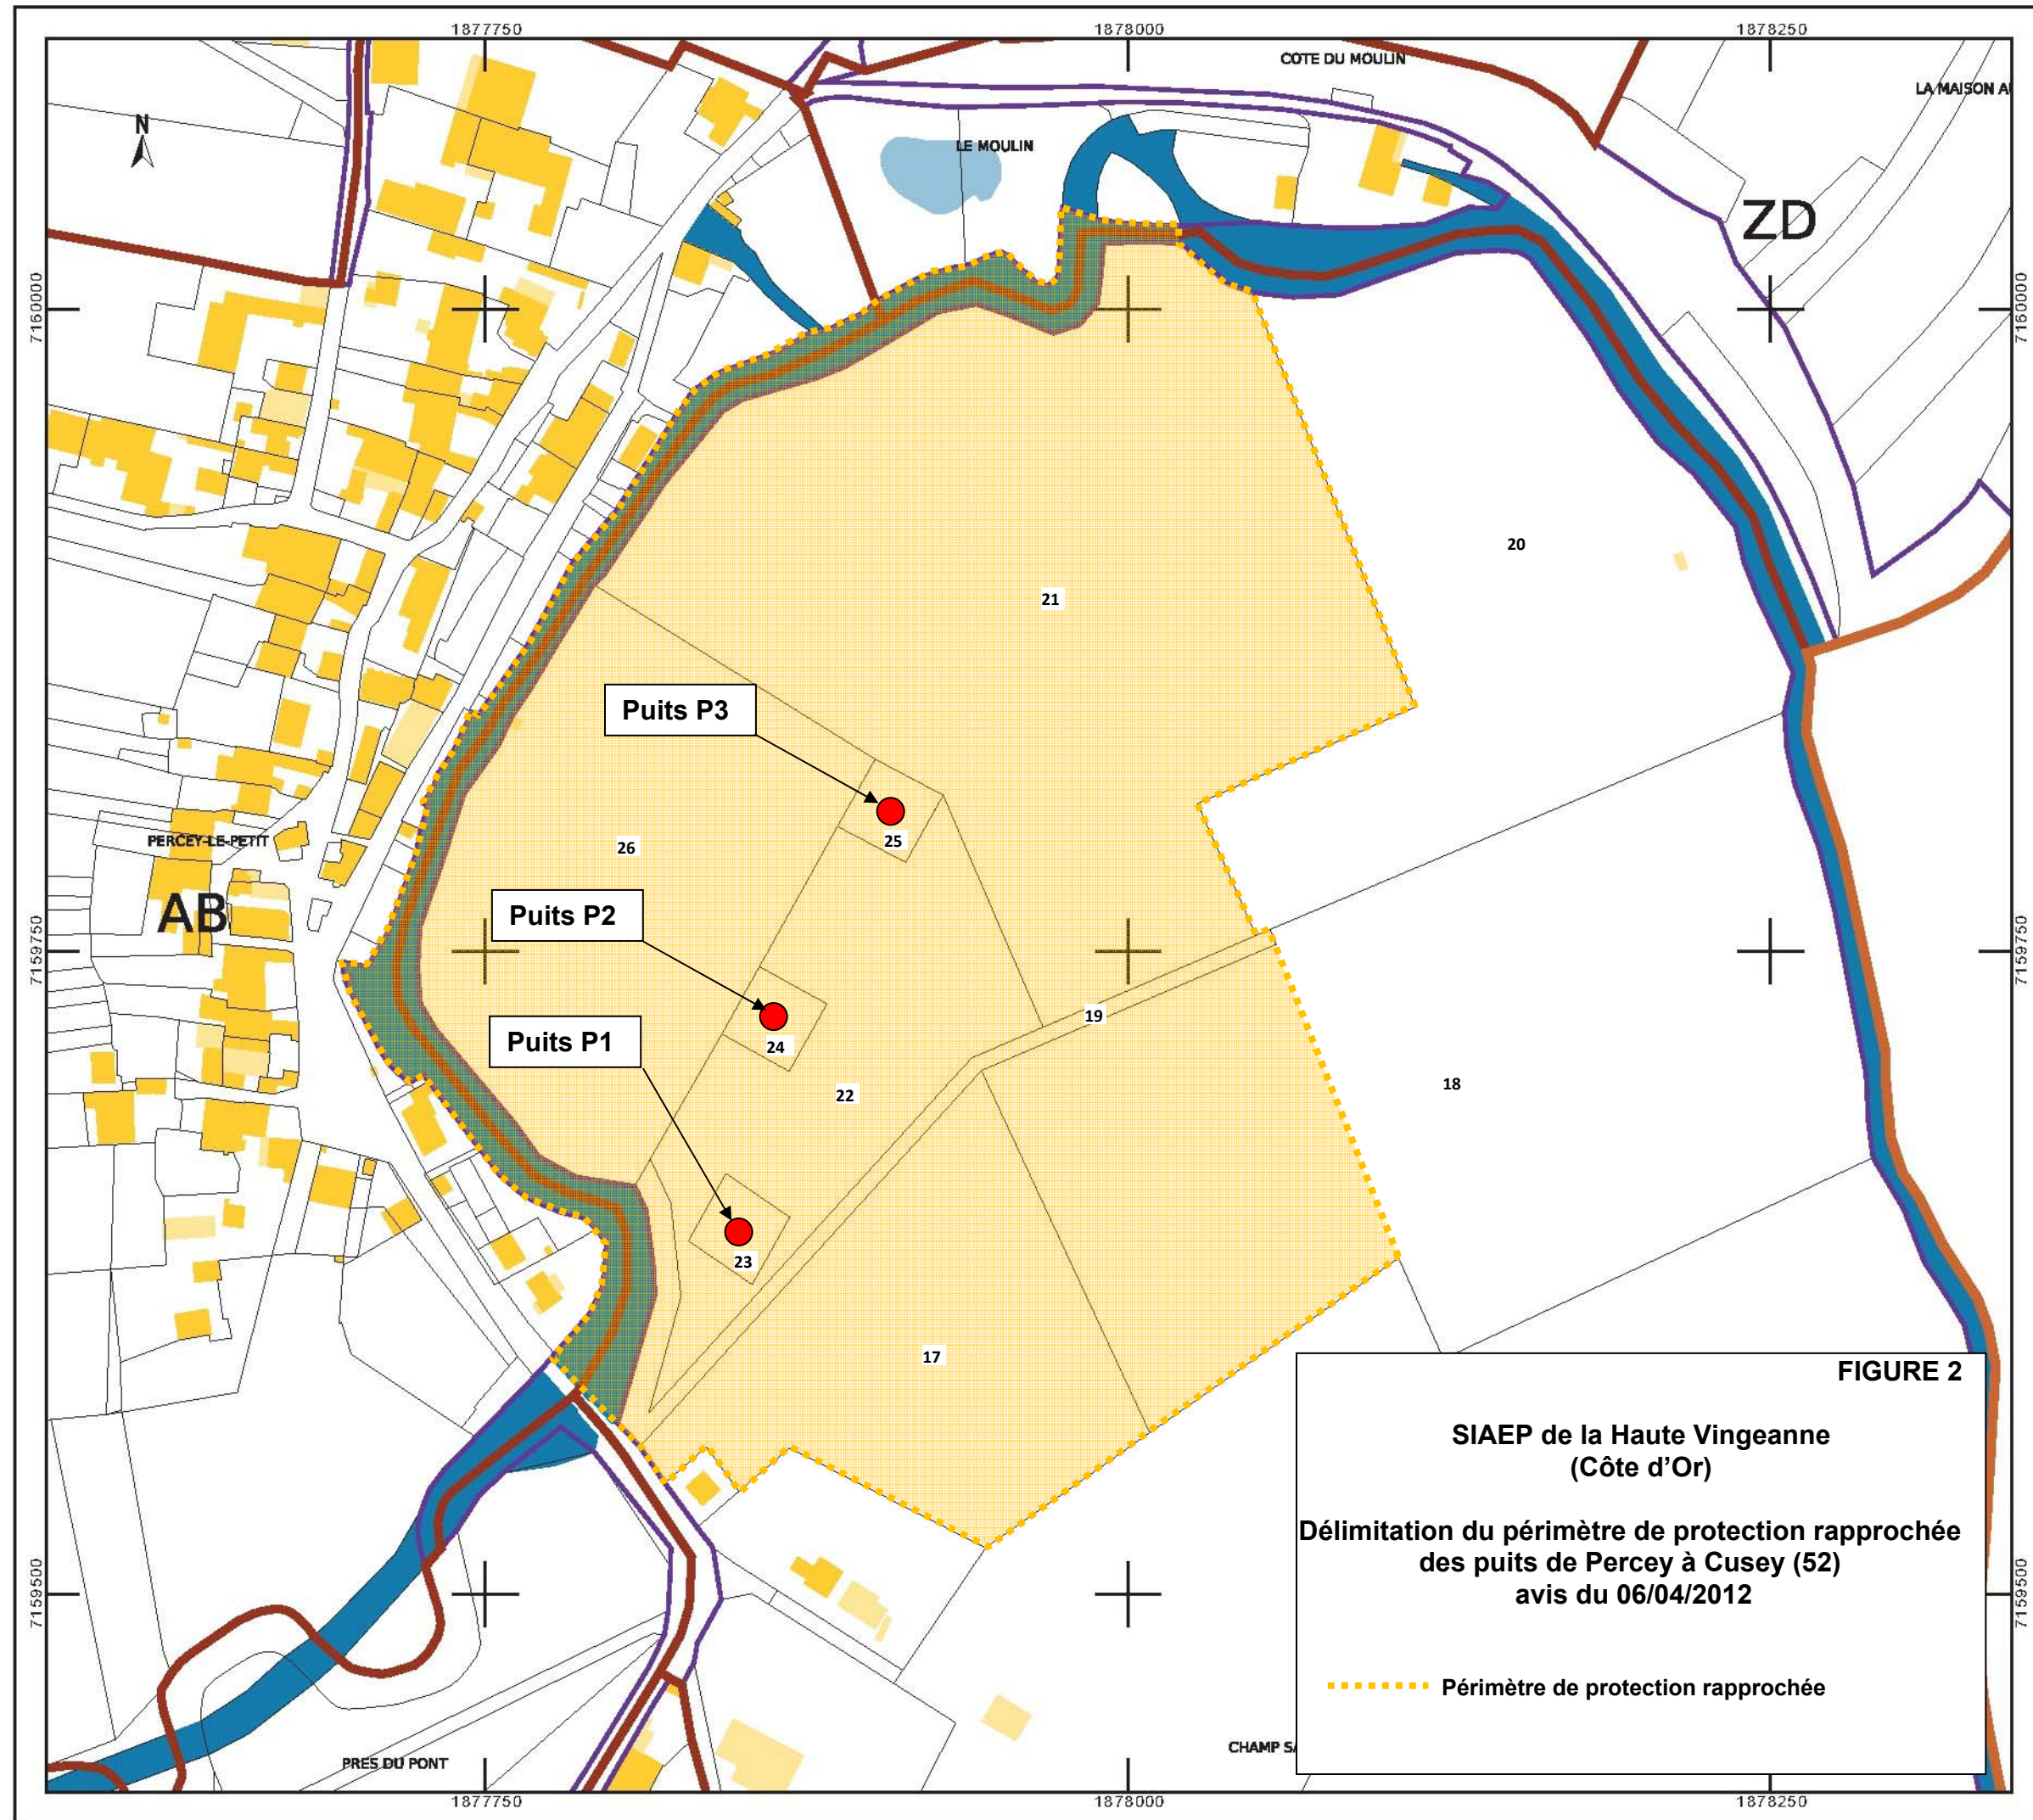 1877750
1878000
1878250
COTE DU MOULIN
LA MAISON A
N
LE MOULIN
ZD
7160000
7160000
20
21
Puits P3
PERCEY-LE-PETIT
26
25
AB
Puits P2
7159750
7159750
19
24
Puits P1
22
18
23
17
FIGURE 2
SIAEP de la Haute Vingeanne
(Côte d'Or)
Délimitation du périmètre de protection rapprochée
des puits de Percey à Cusey (52)
avis du 06/04/2012
Périmètre de protection rapprochée
7159500
7159500
PRES DU PONT
CHAMP
1877750
1878000
1878250